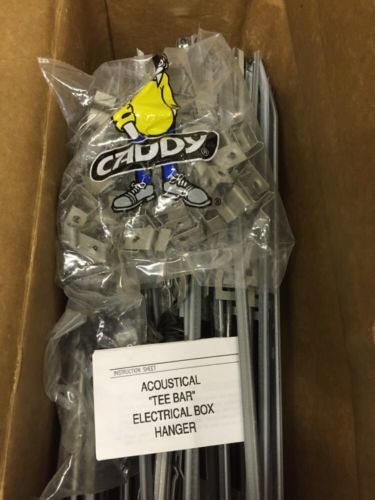 CADDY®
®
INSTRUCTION SHEET
ACOUSTICAL
"TEE BAR"
ELECTRICAL BOX
HANGER